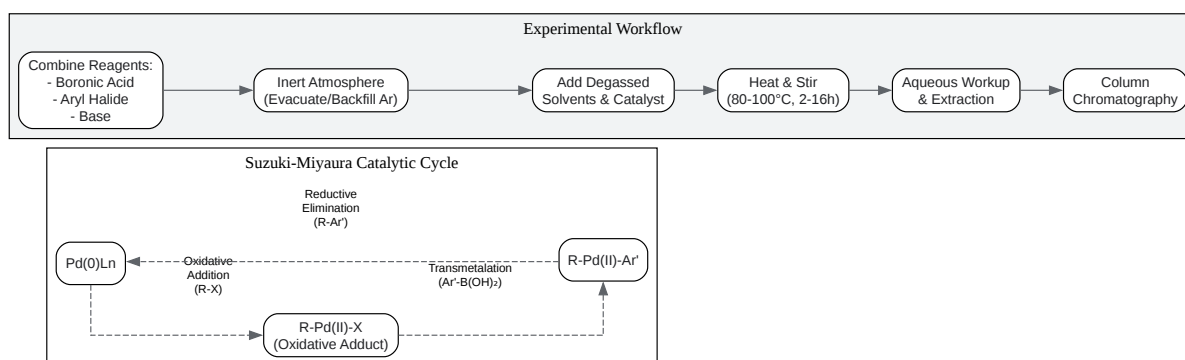 Experimental Workflow
Combine Reagents:
- Boronic Acid
- Aryl Halide
- Base
Inert Atmosphere
(Evacuate/Backfill Ar)
Add Degassed
Solvents & Catalyst
Heat & Stir
(80-100°C, 2-16h)
Aqueous Workup
& Extraction
Column
Chromatography
Suzuki-Miyaura Catalytic Cycle
Reductive
Elimination
(R-Ar')
Pd(0)Ln
Oxidative
Addition
(R-X)
Transmetalation
(Ar'-B(OH)₂)
R-Pd(II)-Ar'
R-Pd(II)-X
(Oxidative Adduct)